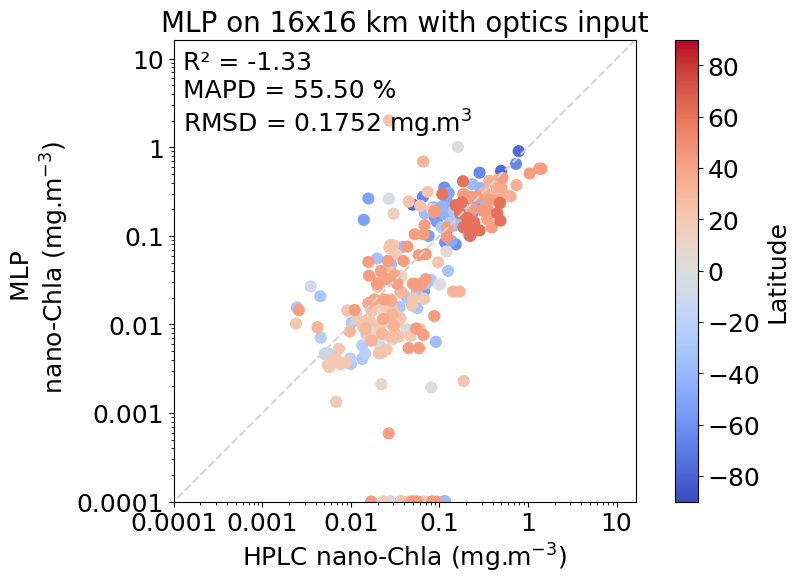 MLP on 16x16 km with optics input
R² = -1.33
MAPD = 55.50 %
RMSD = 0.1752 mg.m³
10
1
0.1
0.01
0.001
0.0001
MLP
nano-Chla (mg.m⁻³)
0.0001 0.001 0.01 0.1 1 10
HPLC nano-Chla (mg.m⁻³)
80
60
40
20
0
−20
−40
−60
−80
Latitude